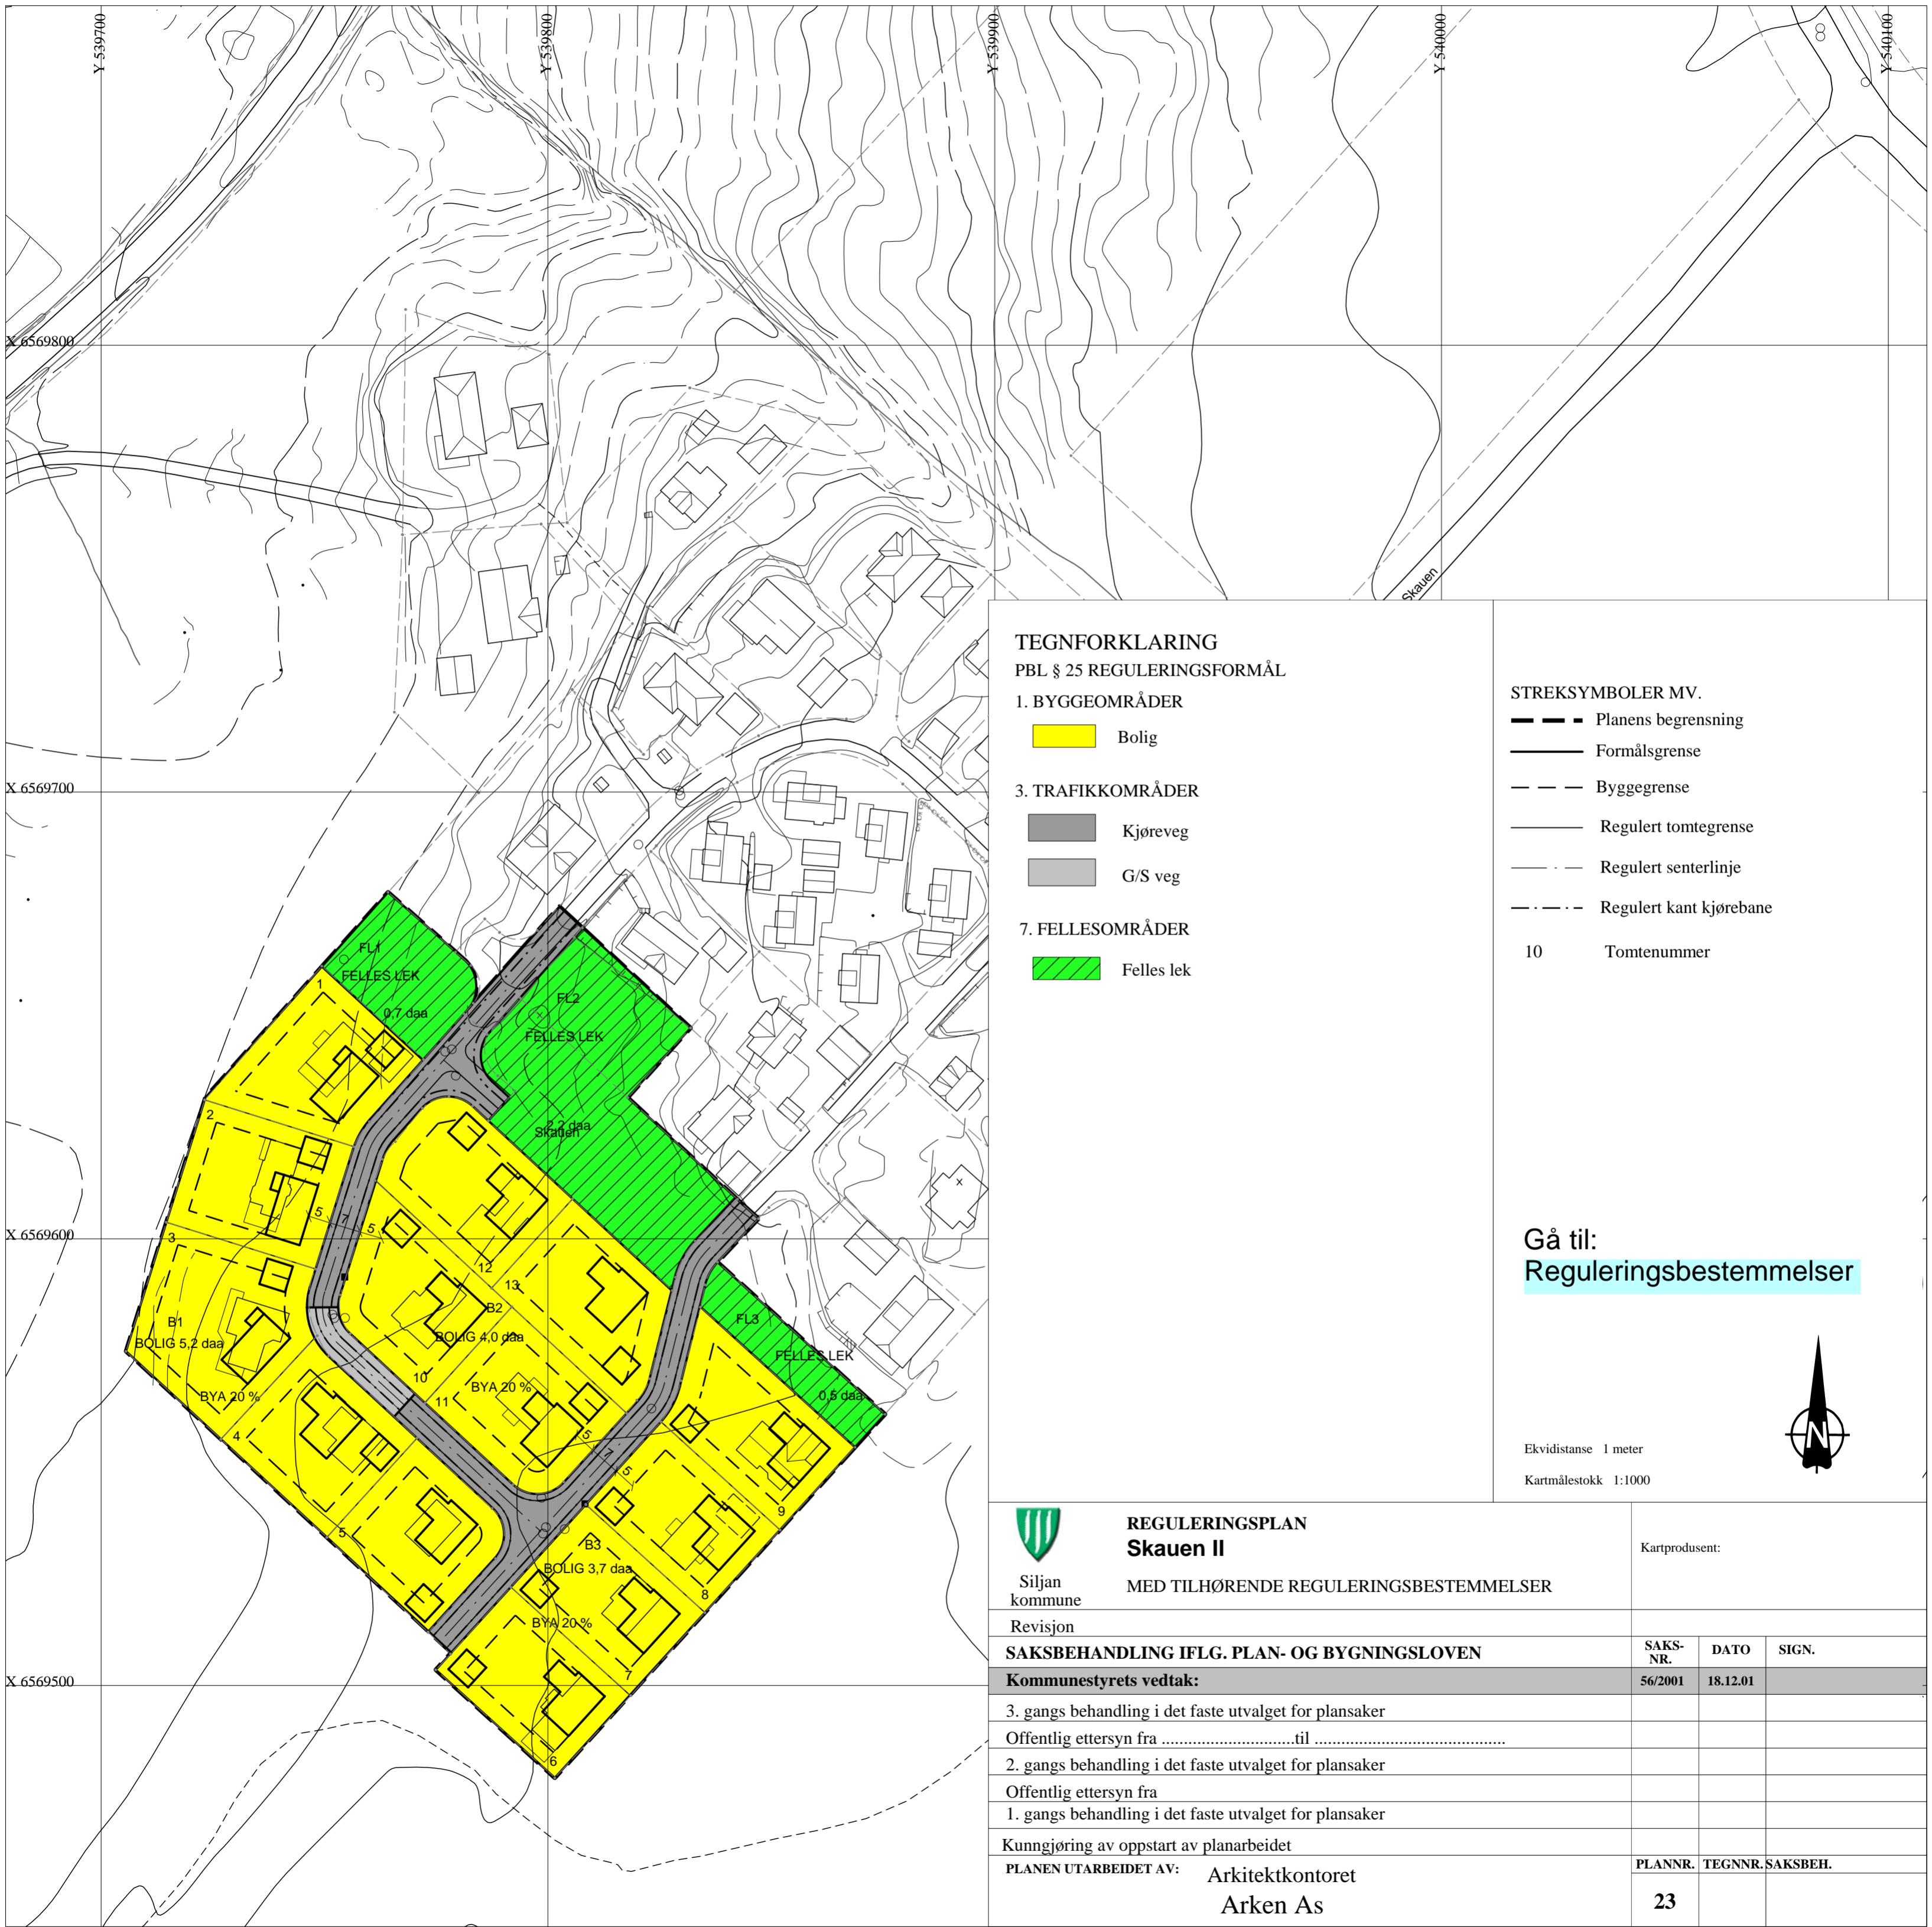 Y 539700
Y 539800
Y 539900
Y 540000
Y 540100
X 6569800
X 6569700
X 6569600
X 6569500
Skauen
FL1
FELLES LEK
0,7 daa
FL2
FELLES LEK
2,2 daa
Skauen
FL3
FELLES LEK
0,5 daa
1
2
3
5 7 5
B1
BOLIG 5,2 daa
BYA 20 %
4
5
12
13
B2
BOLIG 4,0 daa
10
11
BYA 20 %
5 7 5
9
8
B3
BOLIG 3,7 daa
BYA 20 %
7
6
x
x
TEGNFORKLARING
PBL § 25 REGULERINGSFORMÅL
1. BYGGEOMRÅDER
Bolig
3. TRAFIKKOMRÅDER
Kjøreveg
G/S veg
7. FELLESOMRÅDER
Felles lek
STREKSYMBOLER MV.
Planens begrensning
Formålsgrense
Byggegrense
Regulert tomtegrense
Regulert senterlinje
Regulert kant kjørebane
10 Tomtenummer
Gå til:
Reguleringsbestemmelser
N
Ekvidistanse 1 meter
Kartmålestokk 1:1000
Siljan
kommune
REGULERINGSPLAN
Skauen II
MED TILHØRENDE REGULERINGSBESTEMMELSER
Kartprodusent:
Revisjon
SAKSBEHANDLING IFLG. PLAN- OG BYGNINGSLOVEN SAKS-NR. DATO SIGN.
Kommunestyrets vedtak: 56/2001 18.12.01
3. gangs behandling i det faste utvalget for plansaker
Offentlig ettersyn fra ..............................til ...........................................
2. gangs behandling i det faste utvalget for plansaker
Offentlig ettersyn fra
1. gangs behandling i det faste utvalget for plansaker
Kunngjøring av oppstart av planarbeidet
PLANEN UTARBEIDET AV: Arkitektkontoret
Arken As
PLANNR. TEGNNR. SAKSBEH.
23